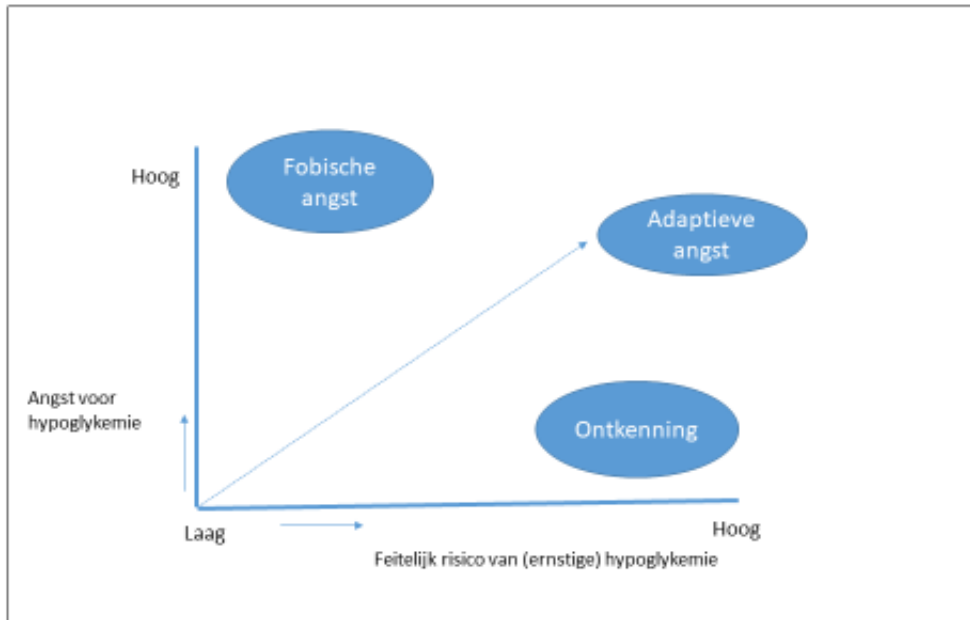 Hoog
Fobische
angst
Adaptieve
angst
Angst voor
hypoglykemie
Ontkenning
Laag
Hoog
Feitelijk risico van (ernstige) hypoglykemie